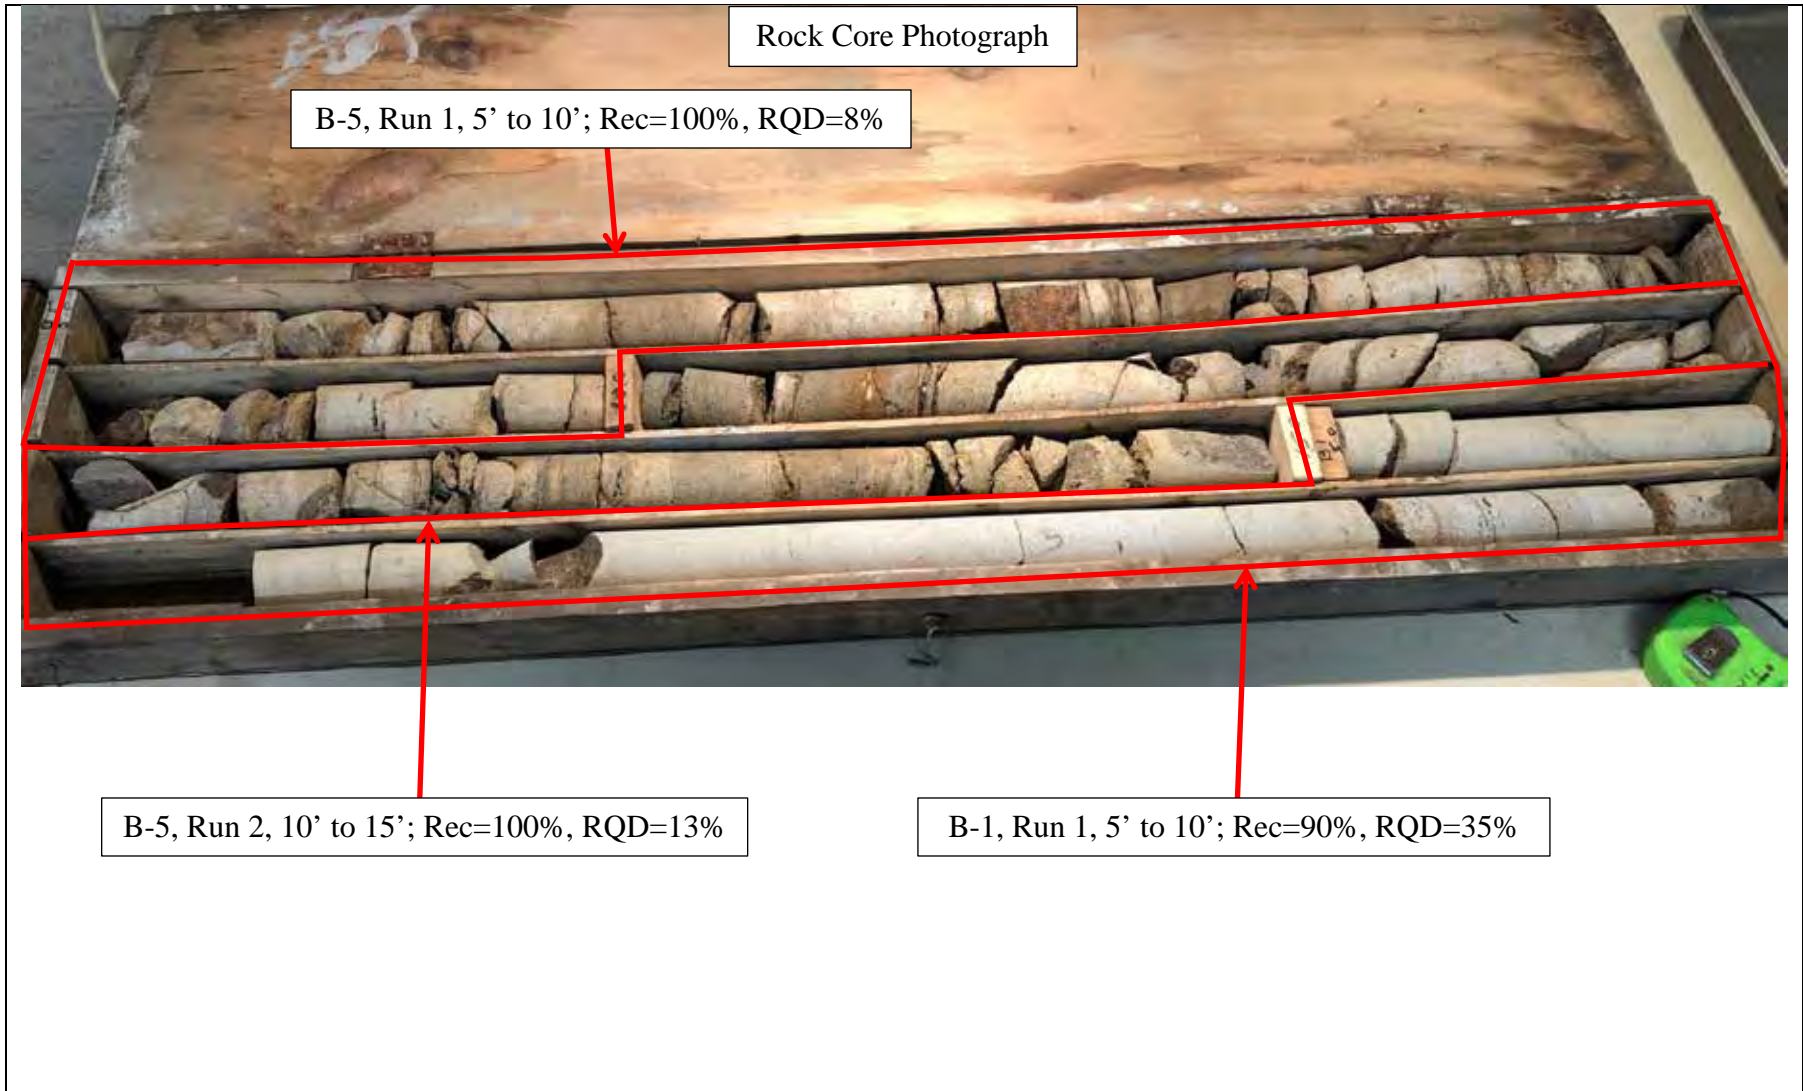 Rock Core Photograph
B-5, Run 1, 5’ to 10’; Rec=100%, RQD=8%
B-5, Run 2, 10’ to 15’; Rec=100%, RQD=13%
B-1, Run 1, 5’ to 10’; Rec=90%, RQD=35%